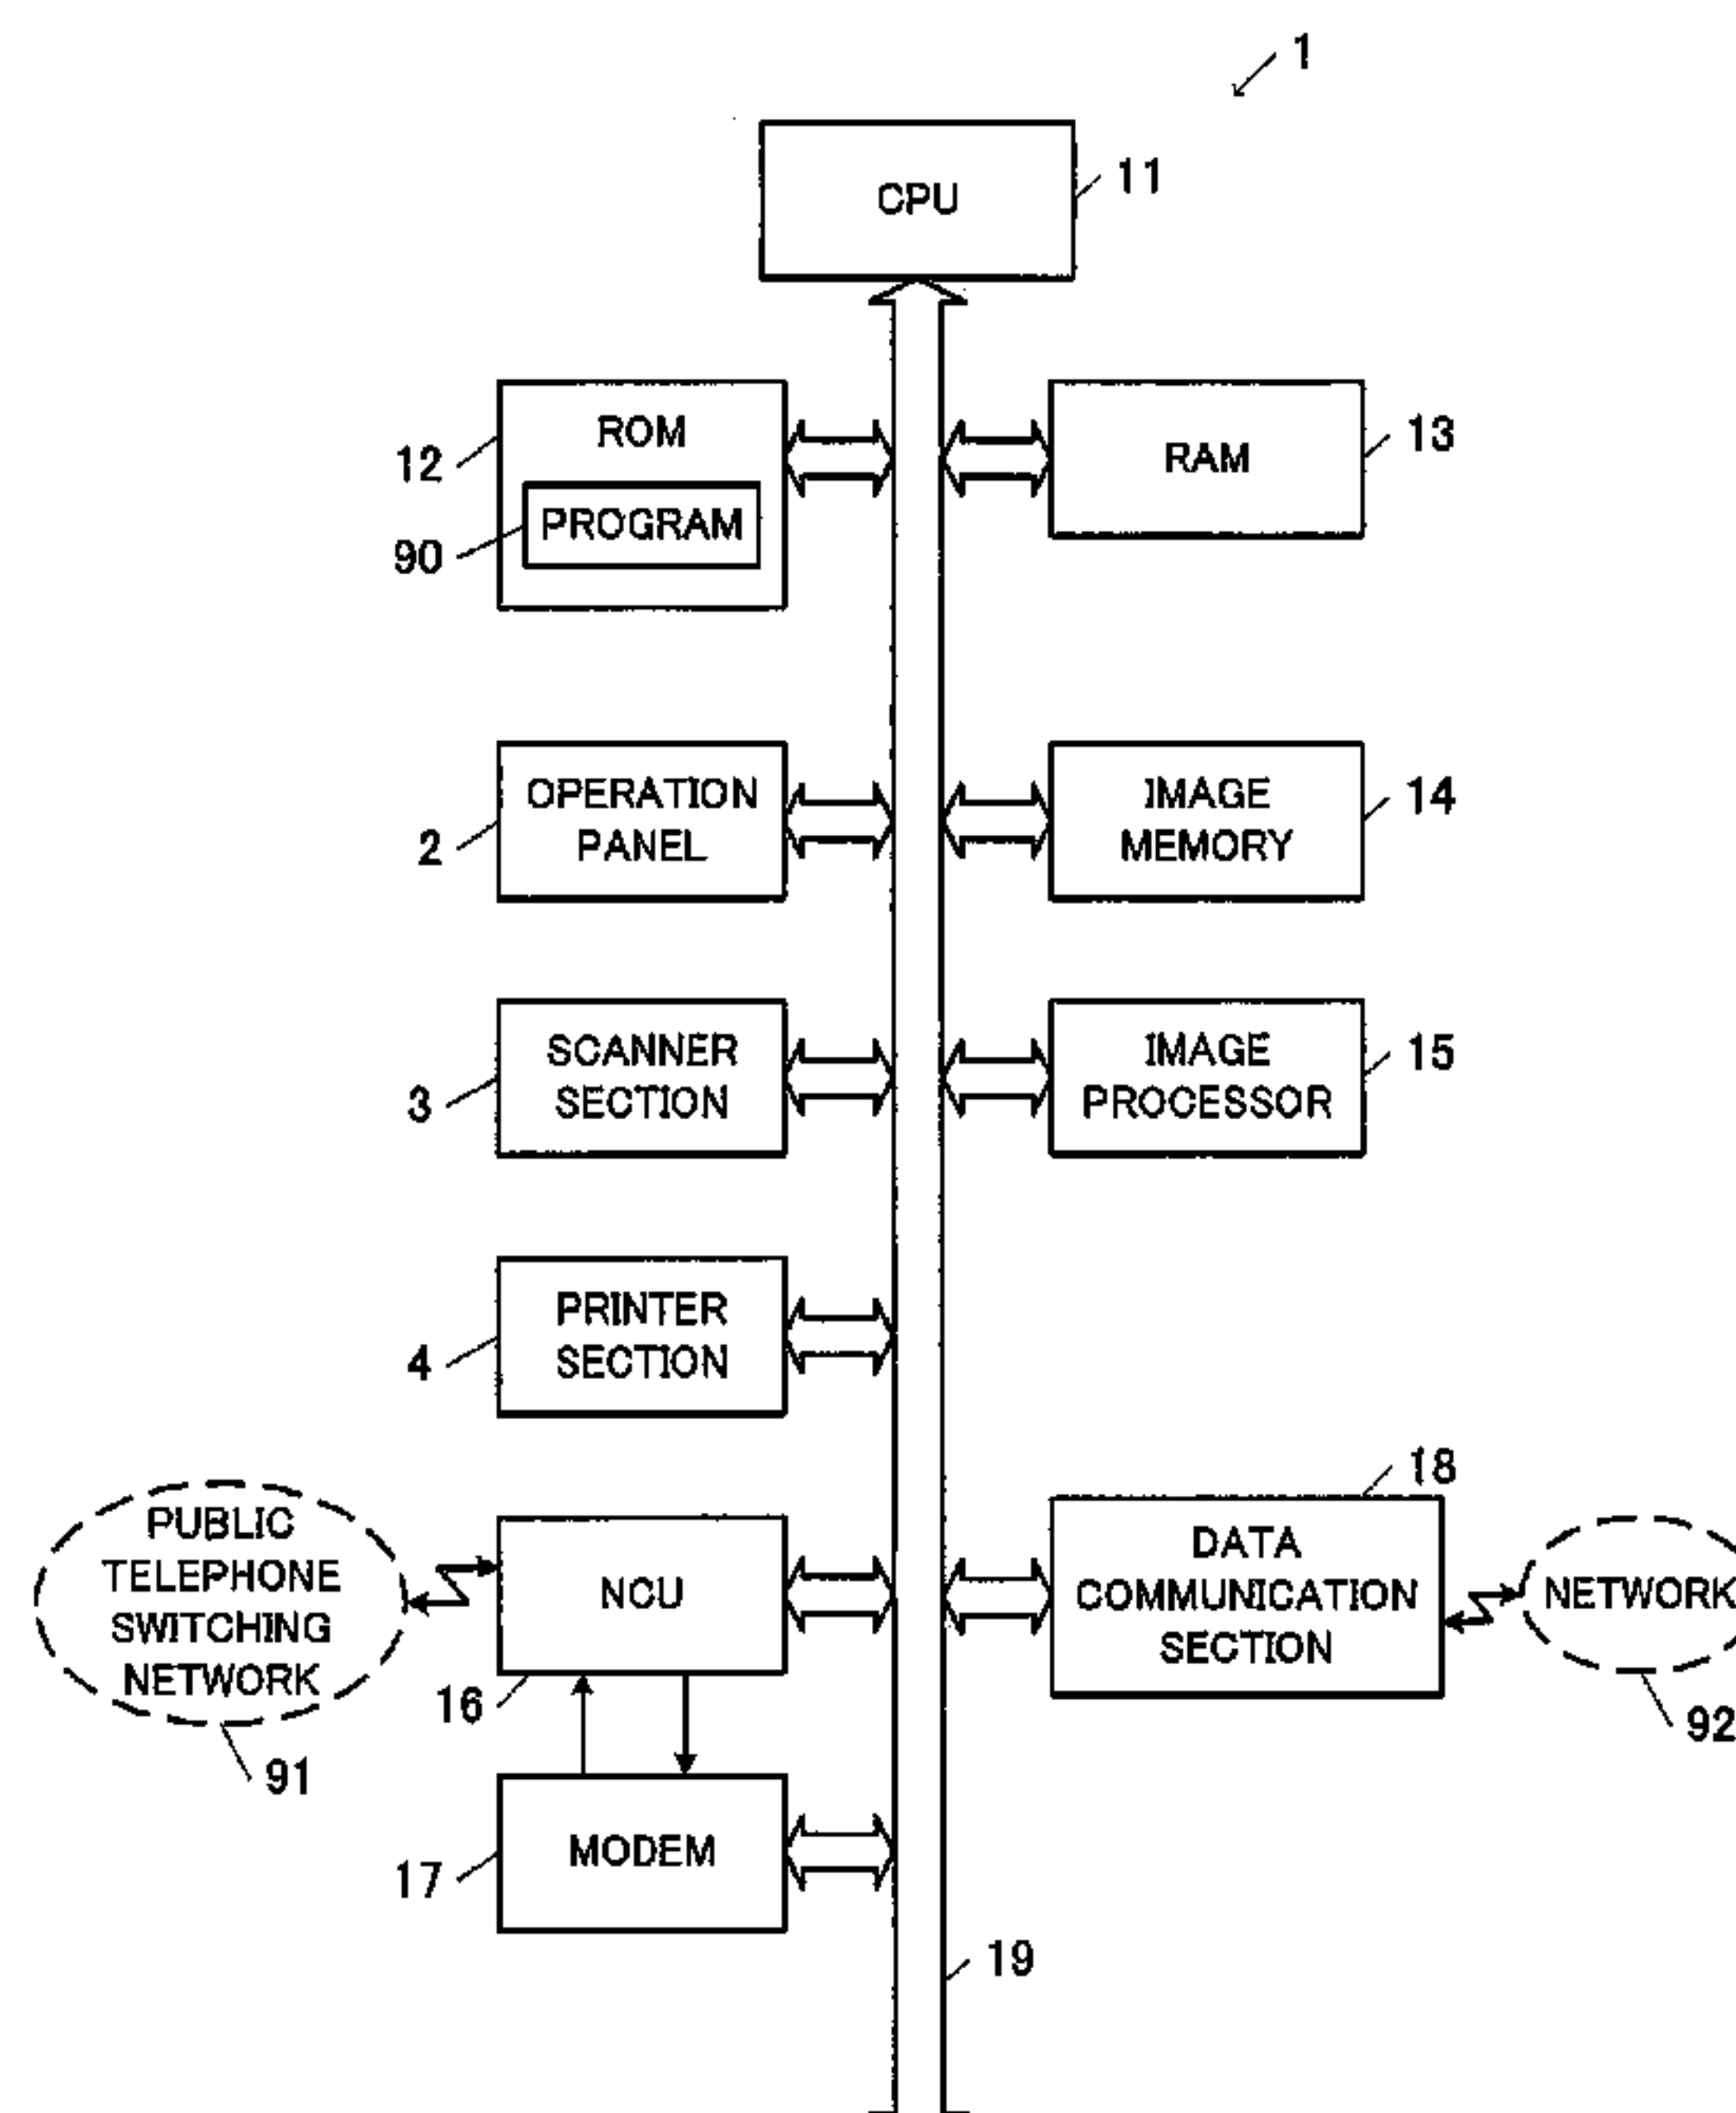 1
CPU
11
ROM
12
PROGRAM
90
RAM
13
OPERATION
PANEL
2
IMAGE
MEMORY
14
SCANNER
SECTION
3
IMAGE
PROCESSOR
15
PRINTER
SECTION
4
PUBLIC
TELEPHONE
SWITCHING
NETWORK
91
NCU
16
DATA
COMMUNICATION
SECTION
18
NETWORK
92
MODEM
17
19